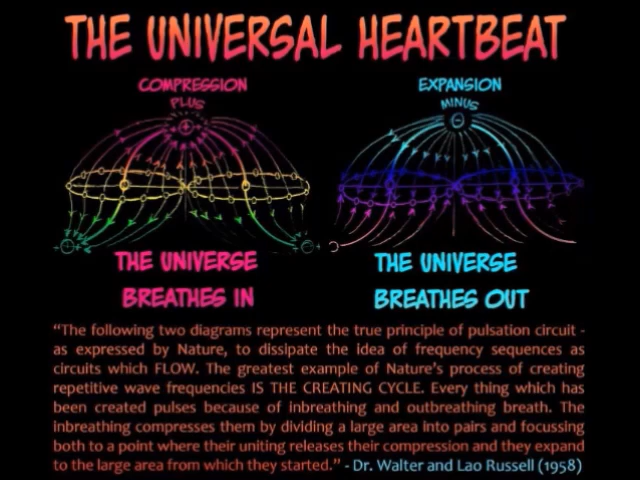 THE UNIVERSAL HEARTBEAT
COMPRESSION
PLUS
EXPANSION
MINUS
THE UNIVERSE
BREATHES IN
THE UNIVERSE
BREATHES OUT
"The following two diagrams represent the true principle of pulsation circuit -
as expressed by Nature, to dissipate the idea of frequency sequences as
circuits which FLOW. The greatest example of Nature's process of creating
repetitive wave frequencies IS THE CREATING CYCLE. Every thing which has
been created pulses because of inbreathing and outbreathing breath. The
inbreathing compresses them by dividing a large area into pairs and focussing
both to a point where their uniting releases their compression and they expand
to the large area from which they started." - Dr. Walter and Lao Russell (1958)